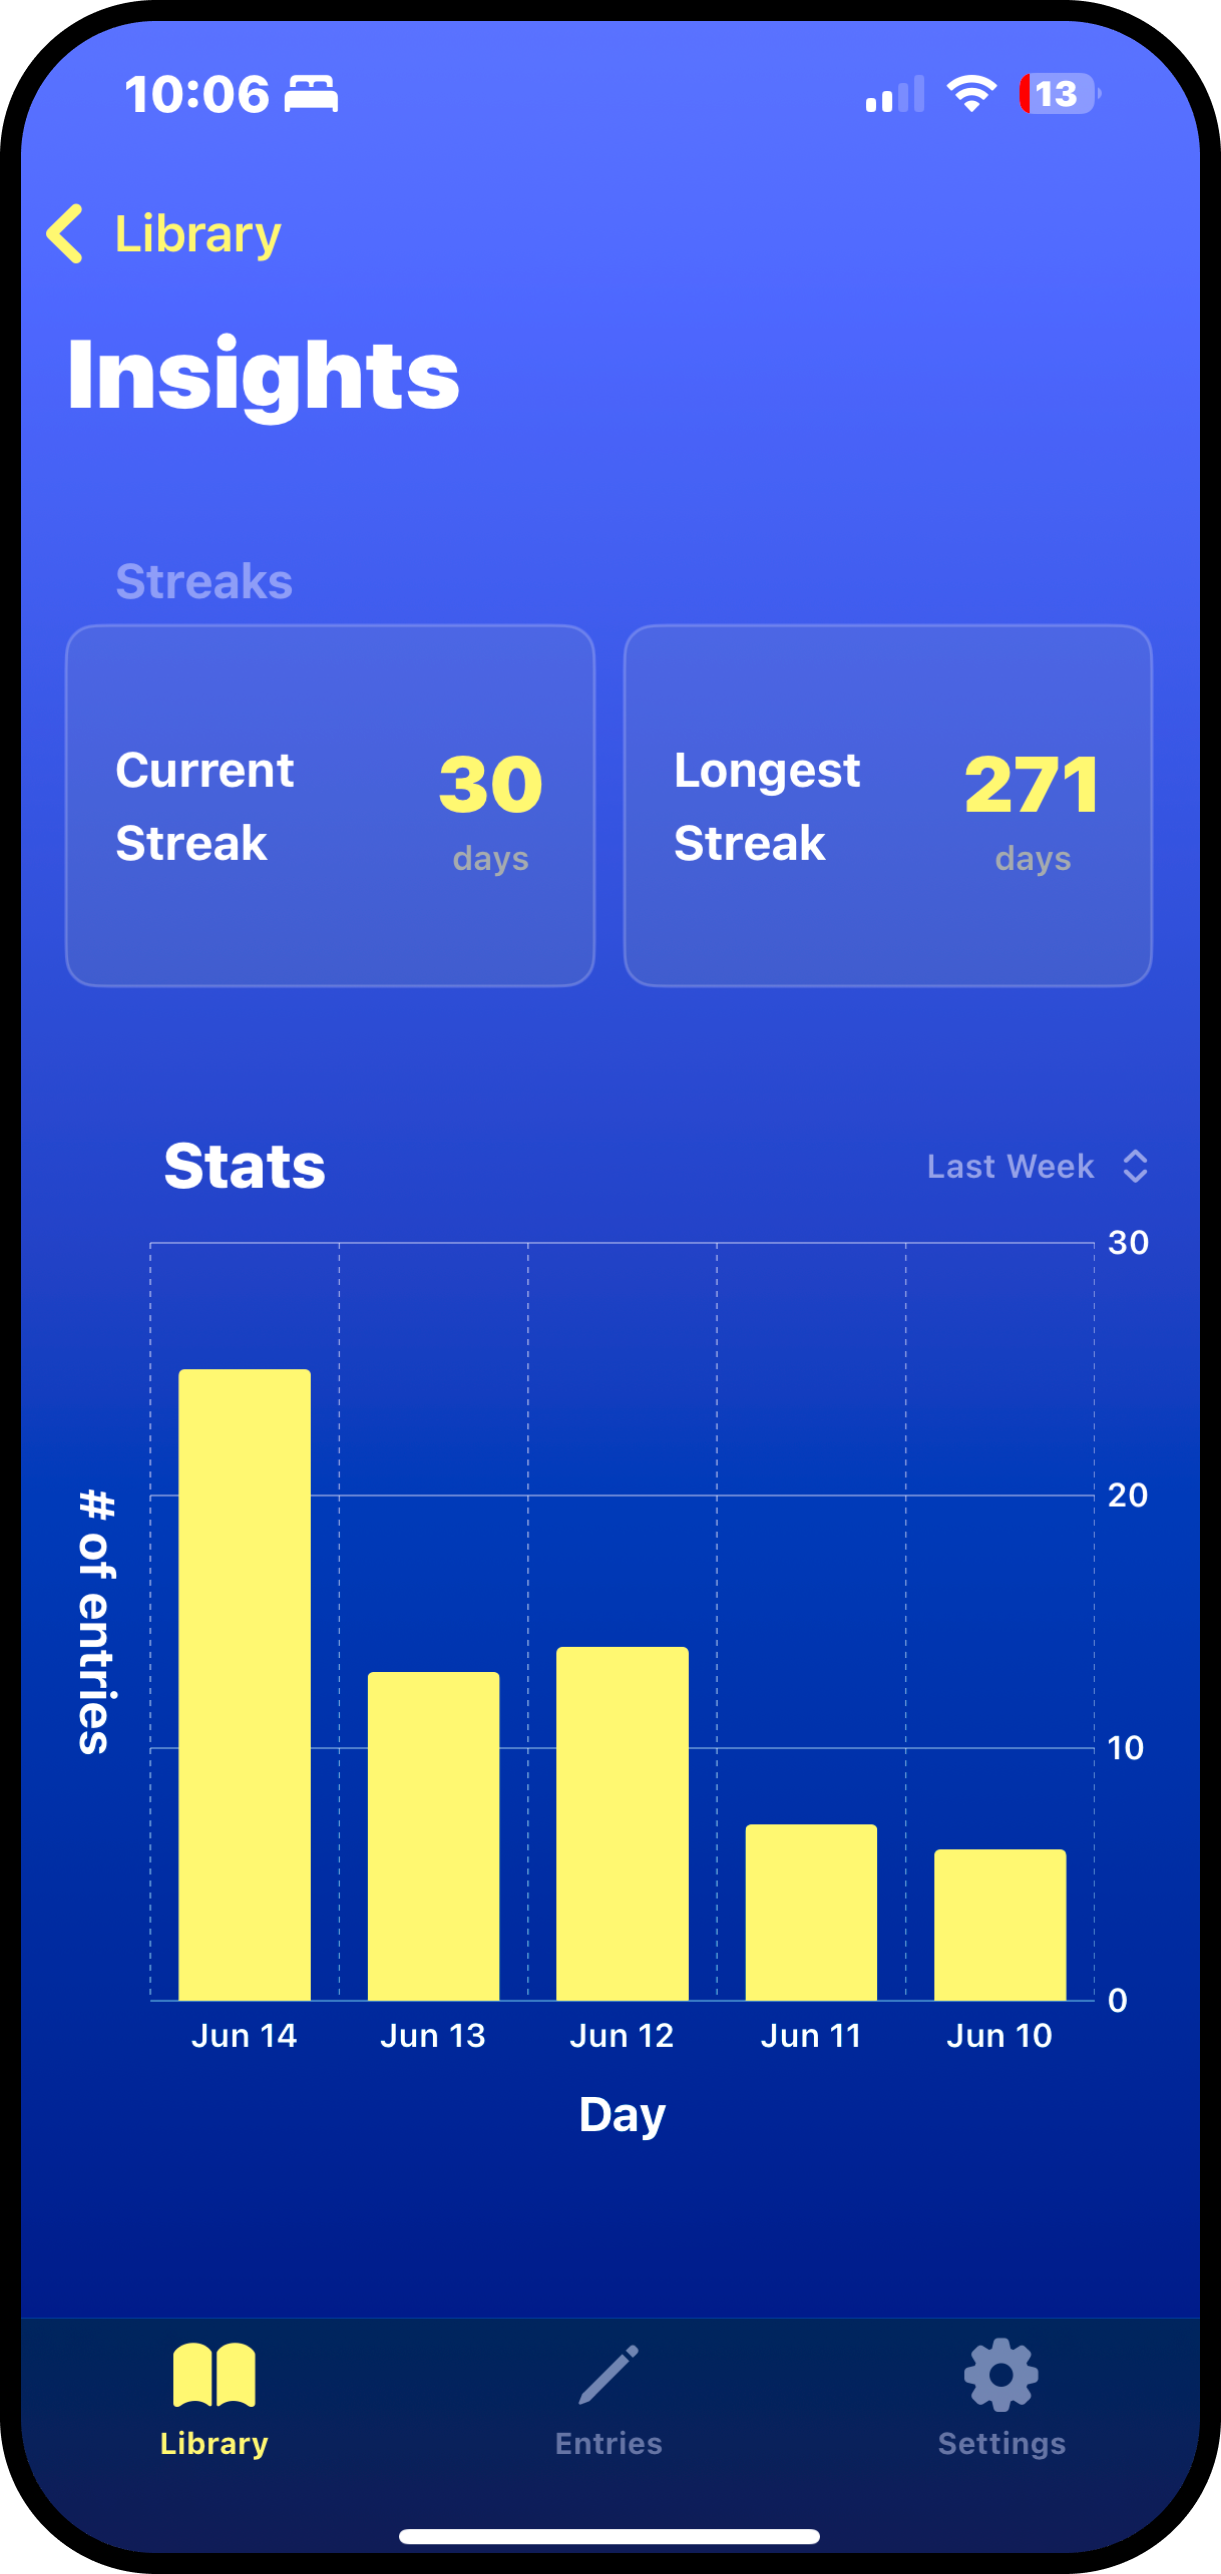 10:06
13
Library
Insights
Streaks
Current
Streak
30
days
Longest
Streak
271
days
Stats
Last Week
30
20
10
0
# of entries
Jun 14
Jun 13
Jun 12
Jun 11
Jun 10
Day
Library
Entries
Settings